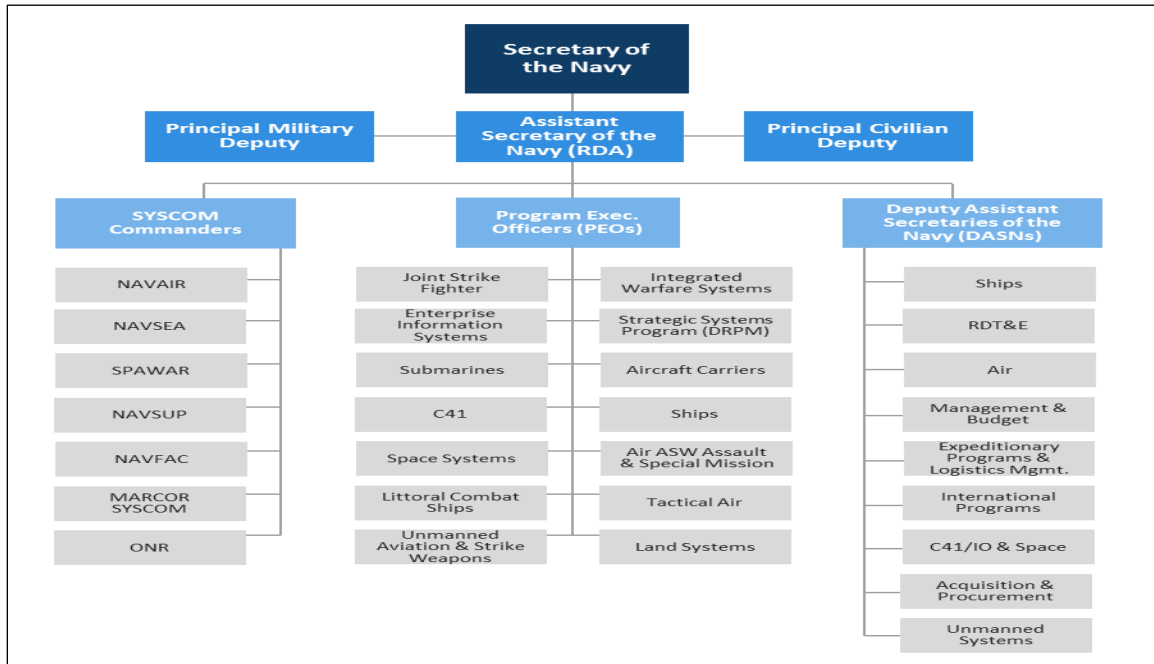 Secretary of
the Navy
Principal Military
Deputy
Assistant
Secretary of the
Navy (RDA)
Principal Civilian
Deputy
SYSCOM
Commanders
NAVAIR
NAVSEA
SPAWAR
NAVSUP
NAVFAC
MARCOR
SYSCOM
ONR
Program Exec.
Officers (PEOs)
Joint Strike
Fighter
Integrated
Warfare Systems
Enterprise
Information
Systems
Strategic Systems
Program (DRPM)
Submarines
Aircraft Carriers
C41
Ships
Space Systems
Air ASW Assault
& Special Mission
Littoral Combat
Ships
Tactical Air
Unmanned
Aviation & Strike
Weapons
Land Systems
Deputy Assistant
Secretaries of the
Navy (DASNs)
Ships
RDT&E
Air
Management &
Budget
Expeditionary
Programs &
Logistics Mgmt.
International
Programs
C41/IO & Space
Acquisition &
Procurement
Unmanned
Systems